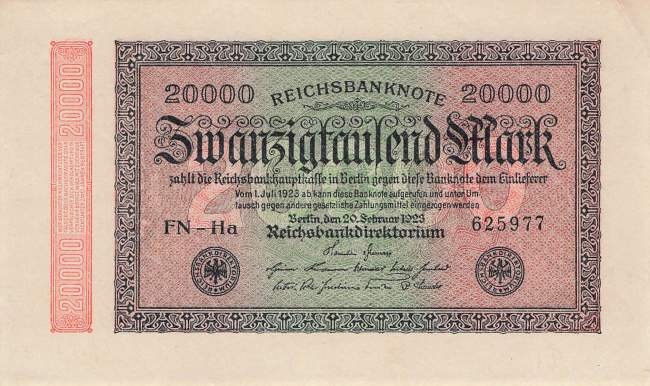 20000 REICHSBANKNOTE 20000
Zwanzigtausend Mark
zahlt die Reichsbankhauptkasse in Berlin gegen diese Banknote dem Einlieferer
Vom 1. Juli 1923 ab kann diese Banknote aufgerufen und unter Um-
tausch gegen andere gesetzliche Zahlungsmittel eingezogen werden
Berlin, den 20. Februar 1923
FN-Ha Reichsbankdirektorium 625977
20000
20000